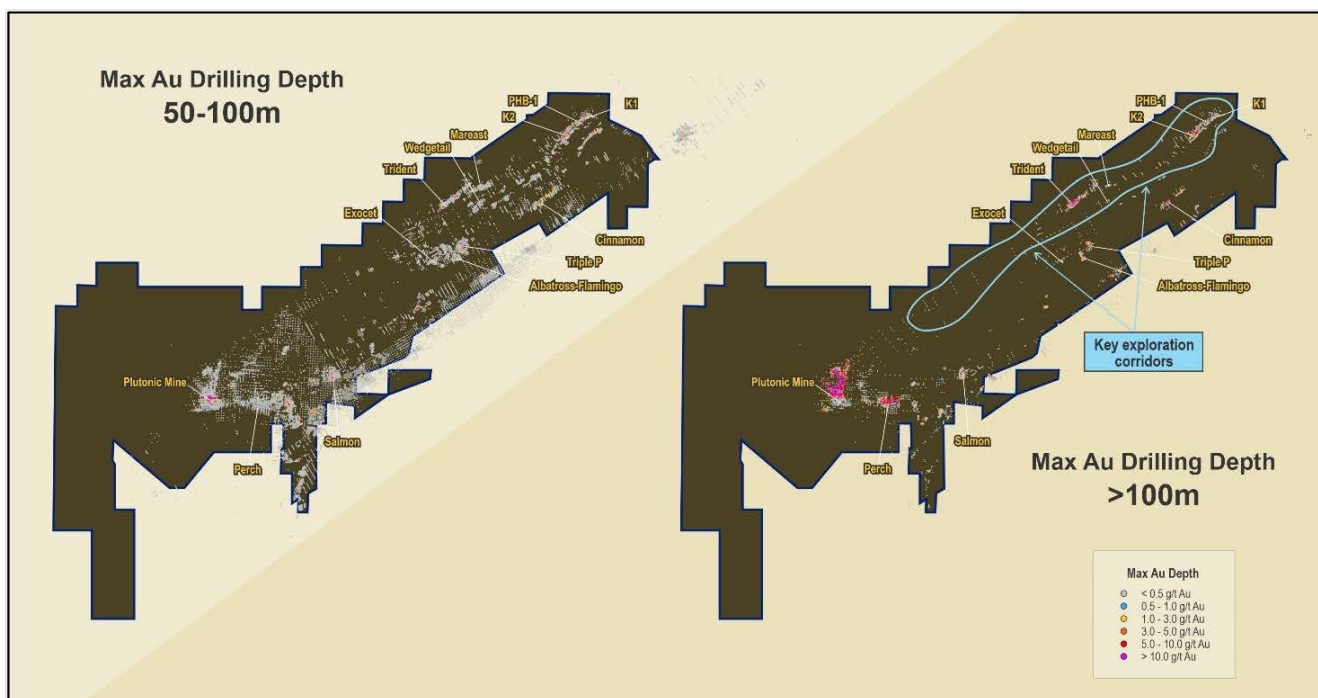 Max Au Drilling Depth
50-100m
PHB-1
K1
K2
Mareast
Wedgetail
Trident
Exocet
Cinnamon
Triple P
Albatross-Flamingo
Plutonic Mine
Salmon
Perch
PHB-1
K1
K2
Mareast
Wedgetail
Trident
Exocet
Cinnamon
Triple P
Albatross-Flamingo
Key exploration
corridors
Plutonic Mine
Salmon
Perch
Max Au Drilling Depth
>100m
Max Au Depth
< 0.5 g/t Au
0.5 - 1.0 g/t Au
1.0 - 3.0 g/t Au
3.0 - 5.0 g/t Au
5.0 - 10.0 g/t Au
> 10.0 g/t Au